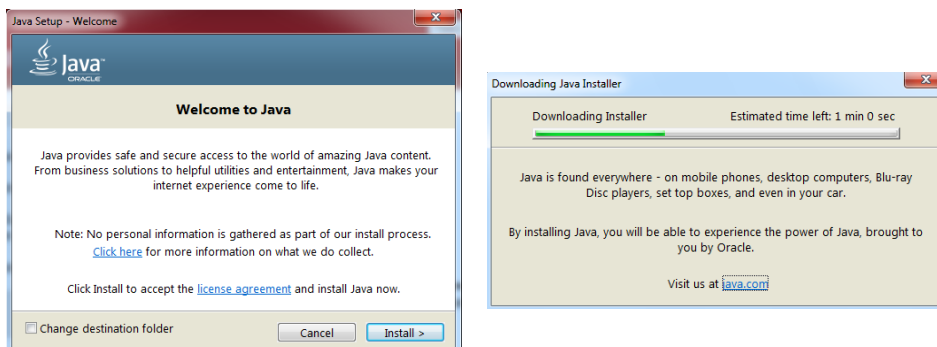 Java Setup - Welcome
Java
ORACLE
Welcome to Java
Java provides safe and secure access to the world of amazing Java content.
From business solutions to helpful utilities and entertainment, Java makes your
internet experience come to life.
Note: No personal information is gathered as part of our install process.
Click here for more information on what we do collect.
Click Install to accept the license agreement and install Java now.
Change destination folder
Cancel
Install >
Downloading Java Installer
Downloading Installer
Estimated time left: 1 min 0 sec
Java is found everywhere - on mobile phones, desktop computers, Blu-ray
Disc players, set top boxes, and even in your car.
By installing Java, you will be able to experience the power of Java, brought to
you by Oracle.
Visit us at java.com